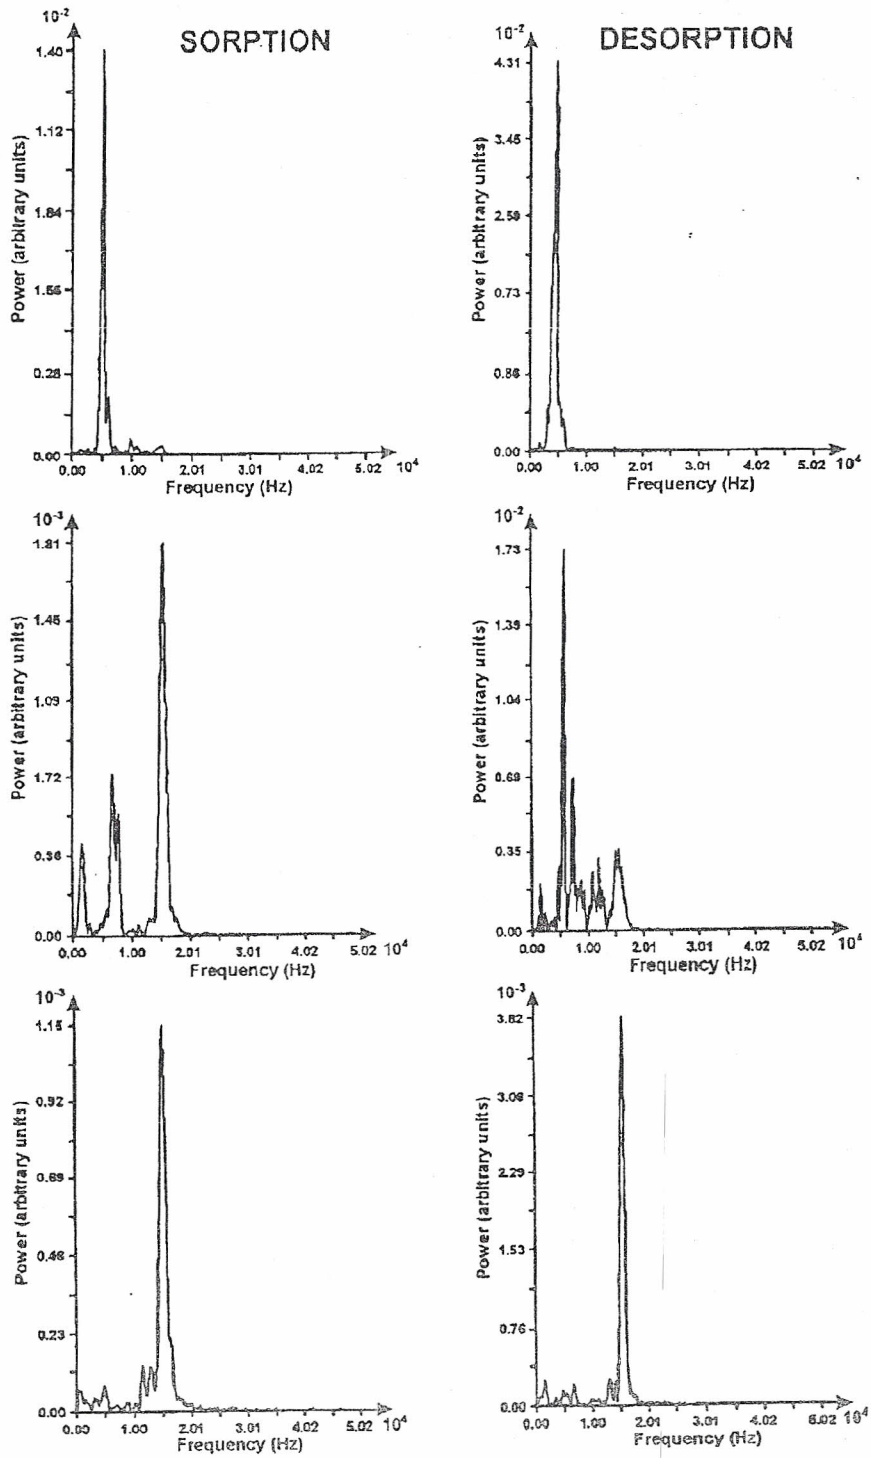 SORPTION
10-2
1.40
1.12
1.84
1.56
0.28
0.00
Power (arbitrary units)
0.00 1.00 2.01 3.01 4.02 5.02 104
Frequency (Hz)
DESORPTION
10-2
4.31
3.45
2.58
0.73
0.86
0.00
Power (arbitrary units)
0.00 1.00 2.01 3.01 4.02 5.02 104
Frequency (Hz)
10-3
1.81
1.45
1.09
1.72
0.36
0.00
Power (arbitrary units)
0.00 1.00 2.01 3.01 4.02 5.02 104
Frequency (Hz)
10-2
1.73
1.39
1.04
0.69
0.35
0.00
Power (arbitrary units)
0.00 1.00 2.01 3.01 4.02 5.02 104
Frequency (Hz)
10-3
1.15
0.92
0.69
0.46
0.23
0.00
Power (arbitrary units)
0.00 1.00 2.01 3.01 4.02 5.02 104
Frequency (Hz)
10-3
3.82
3.06
2.29
1.53
0.76
0.00
Power (arbitrary units)
0.00 1.00 2.01 3.01 4.02 5.02 104
Frequency (Hz)